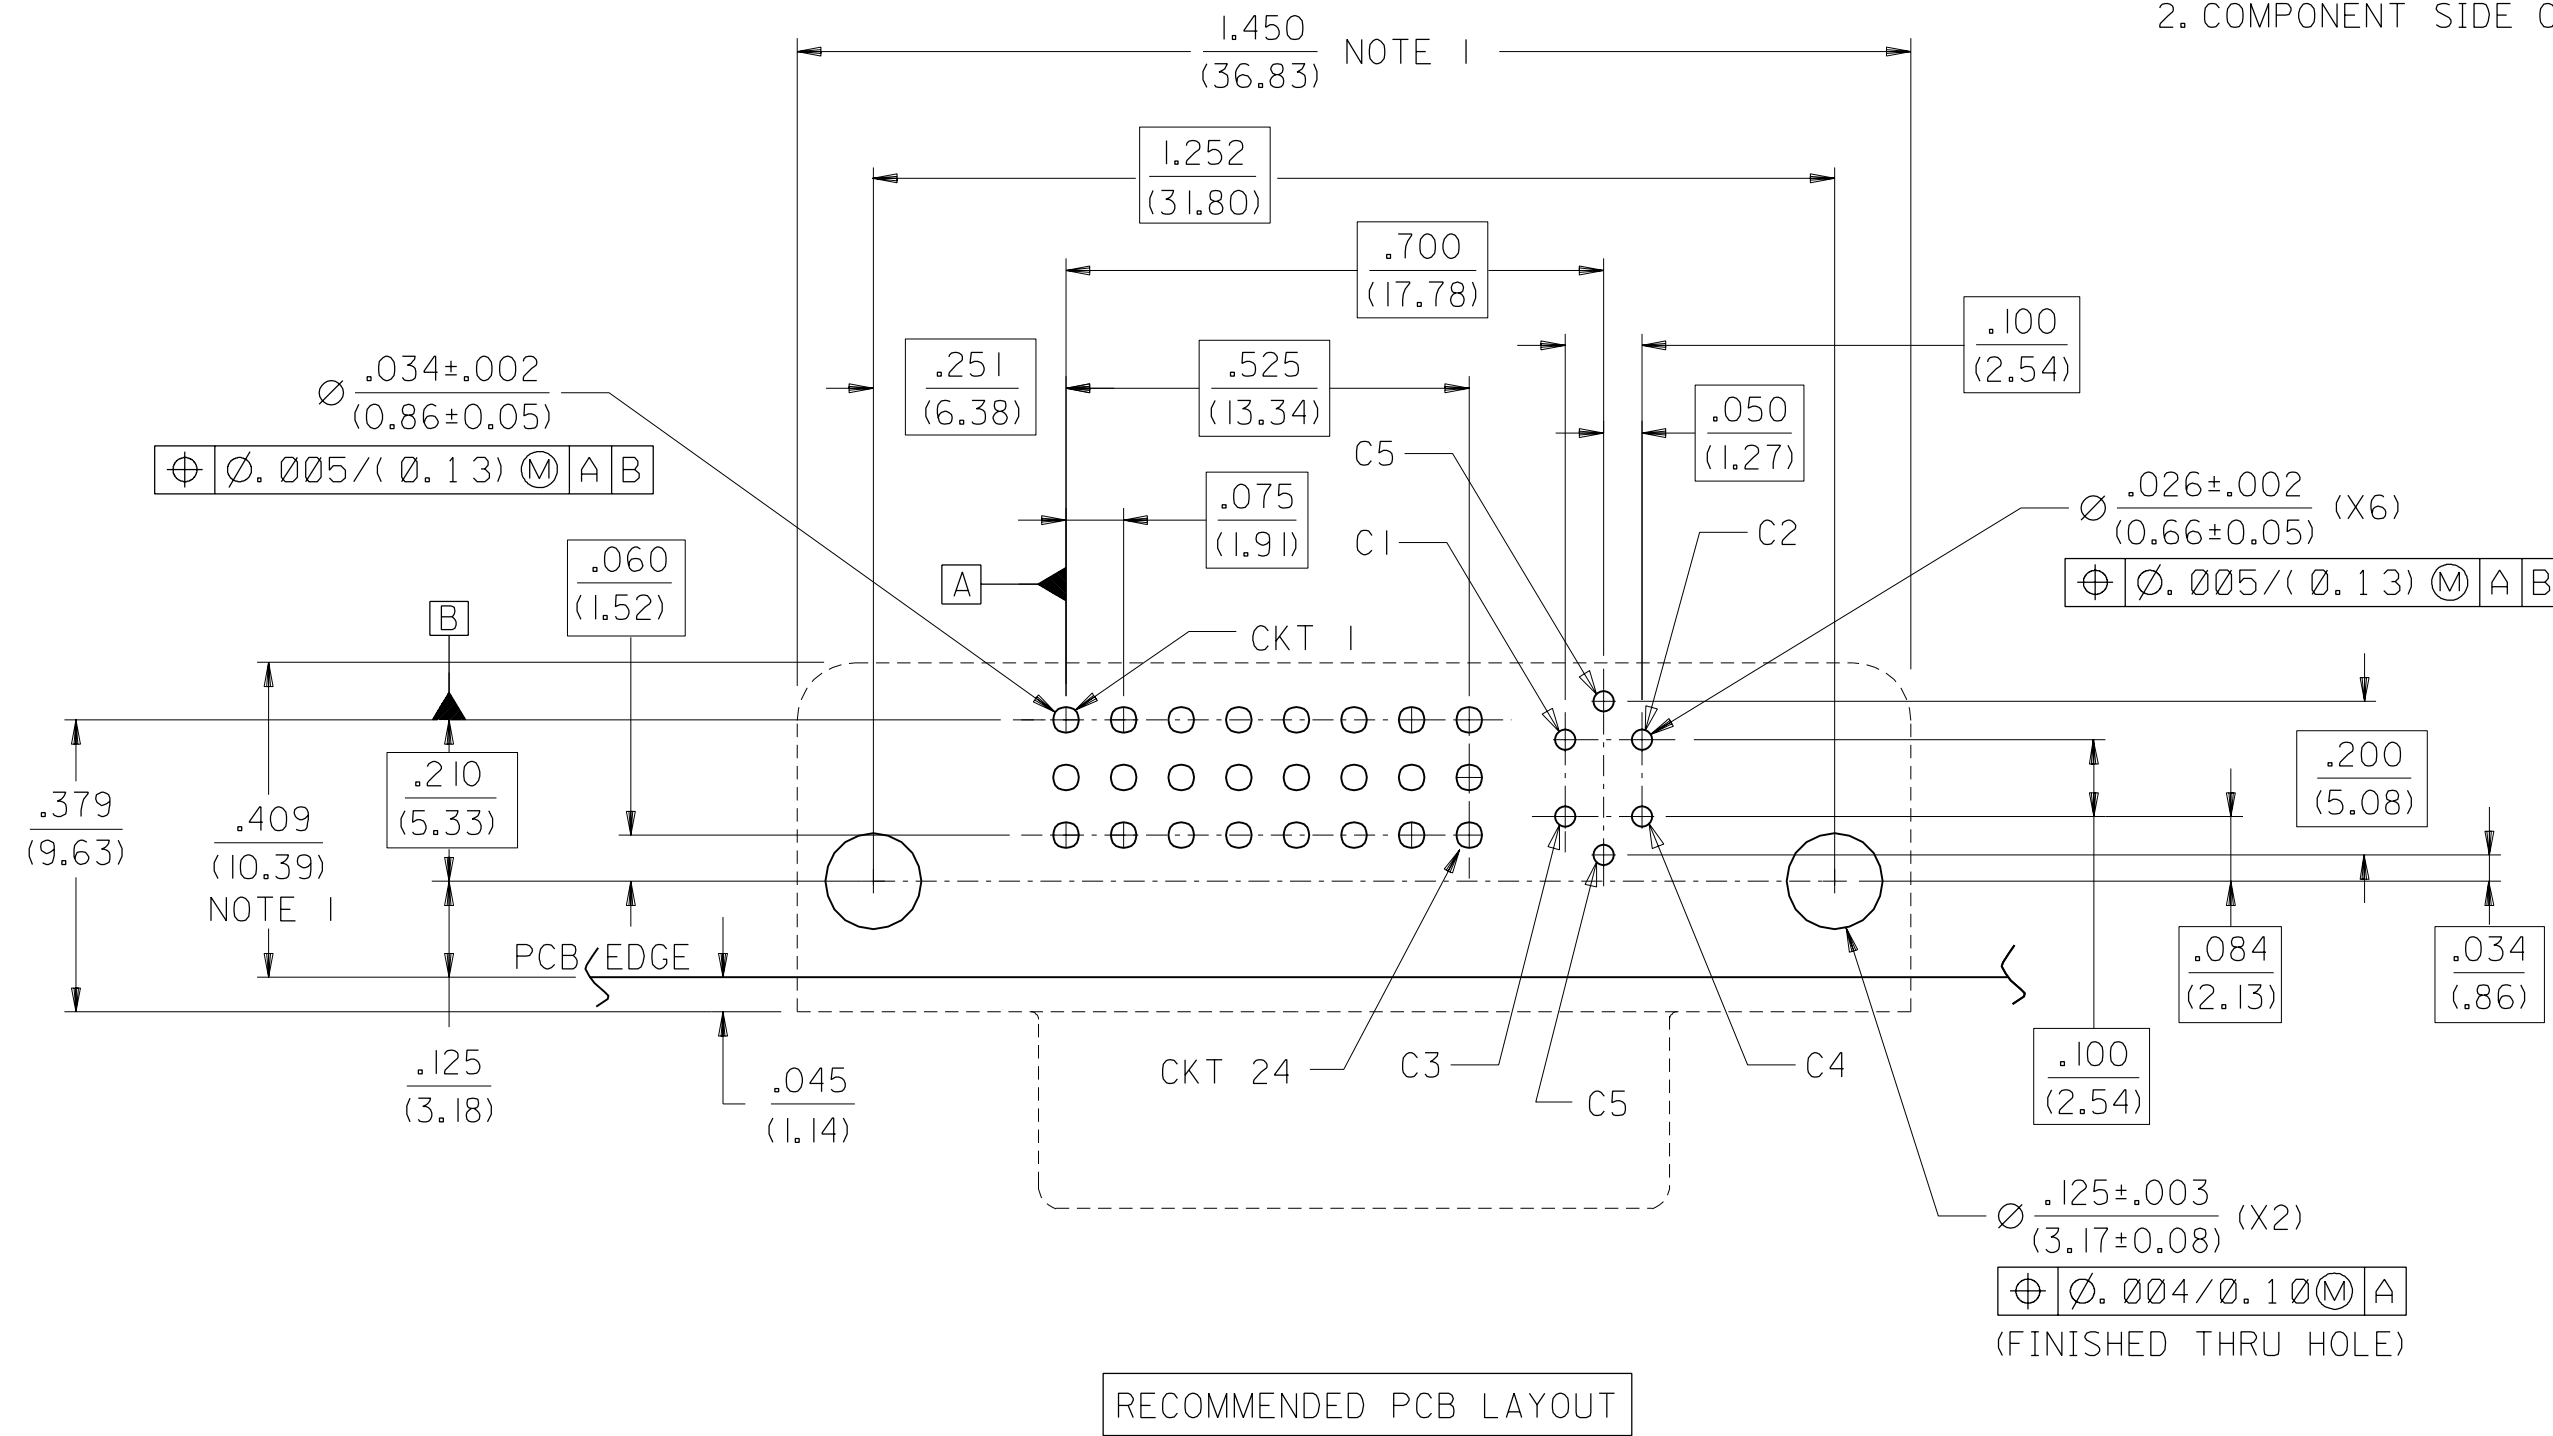 2. COMPONENT SIDE
1.450
(36.83)
NOTE 1
1.252
(31.80)
.700
(17.78)
.100
(2.54)
.251
(6.38)
.525
(13.34)
.050
(1.27)
Ø .034±.002
(0.86±0.05)
⌖ Ø.005/(0.13) Ⓜ A B
C5
.075
(1.91)
C1
C2
Ø .026±.002 (X6)
(0.66±0.05)
⌖ Ø.005/(0.13) Ⓜ A B
.060
(1.52)
A
B
CKT 1
.379
(9.63)
.409
(10.39)
NOTE 1
.210
(5.33)
.200
(5.08)
PCB EDGE
.084
(2.13)
.034
(.86)
.125
(3.18)
.045
(1.14)
CKT 24
C3
C5
C4
.100
(2.54)
Ø .125±.003 (X2)
(3.17±0.08)
⌖ Ø.004/0.10Ⓜ A
(FINISHED THRU HOLE)
RECOMMENDED PCB LAYOUT